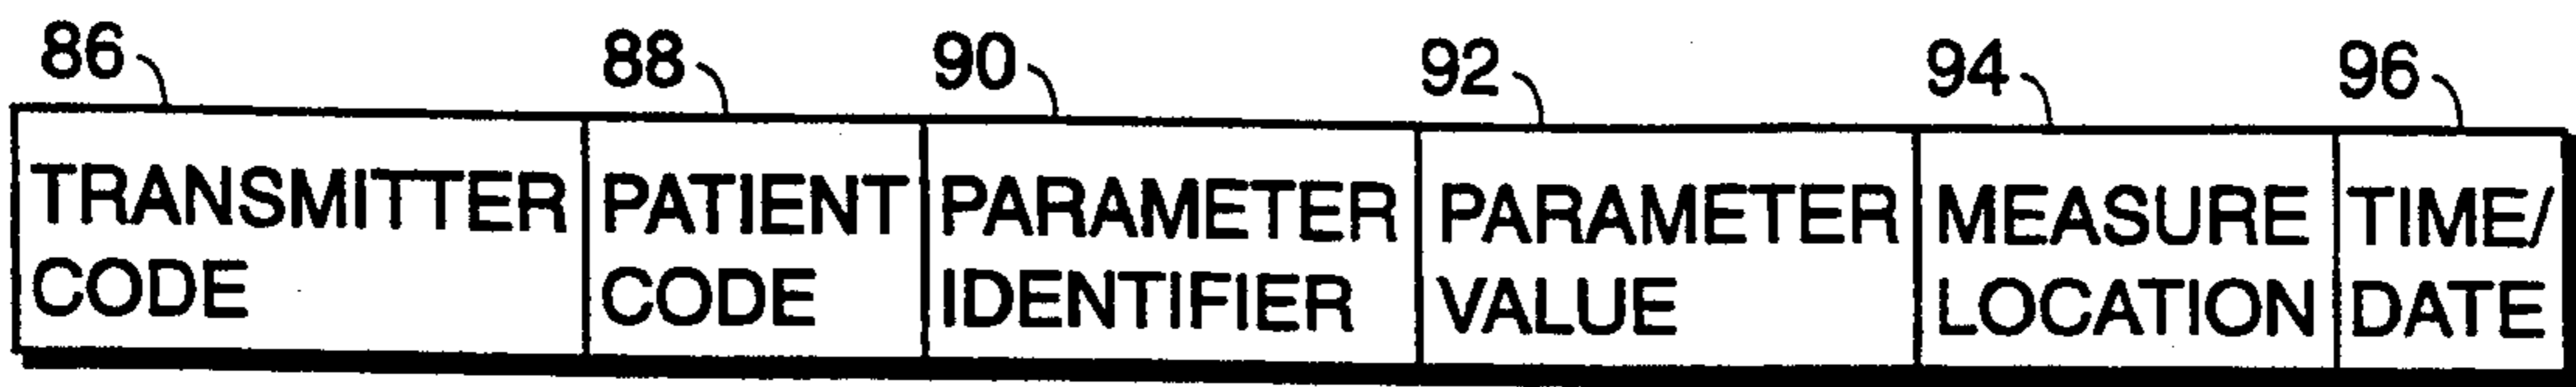 86 88 90 92 94 96
TRANSMITTER PATIENT PARAMETER PARAMETER MEASURE TIME/
CODE CODE IDENTIFIER VALUE LOCATION DATE